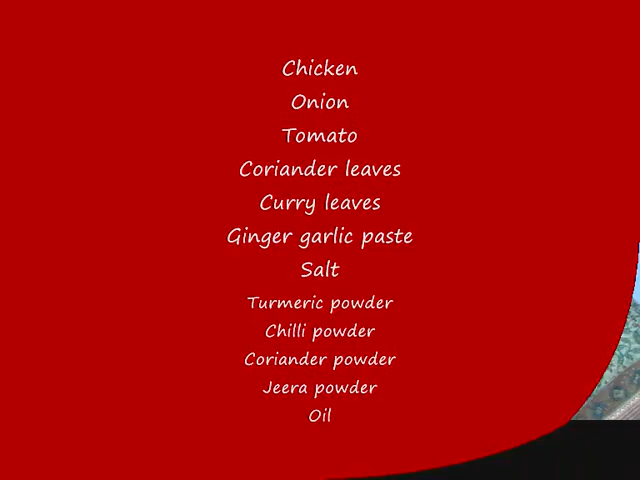 Chicken
Onion
Tomato
Coriander leaves
Curry leaves
Ginger garlic paste
Salt
Turmeric powder
Chilli powder
Coriander powder
Jeera powder
Oil